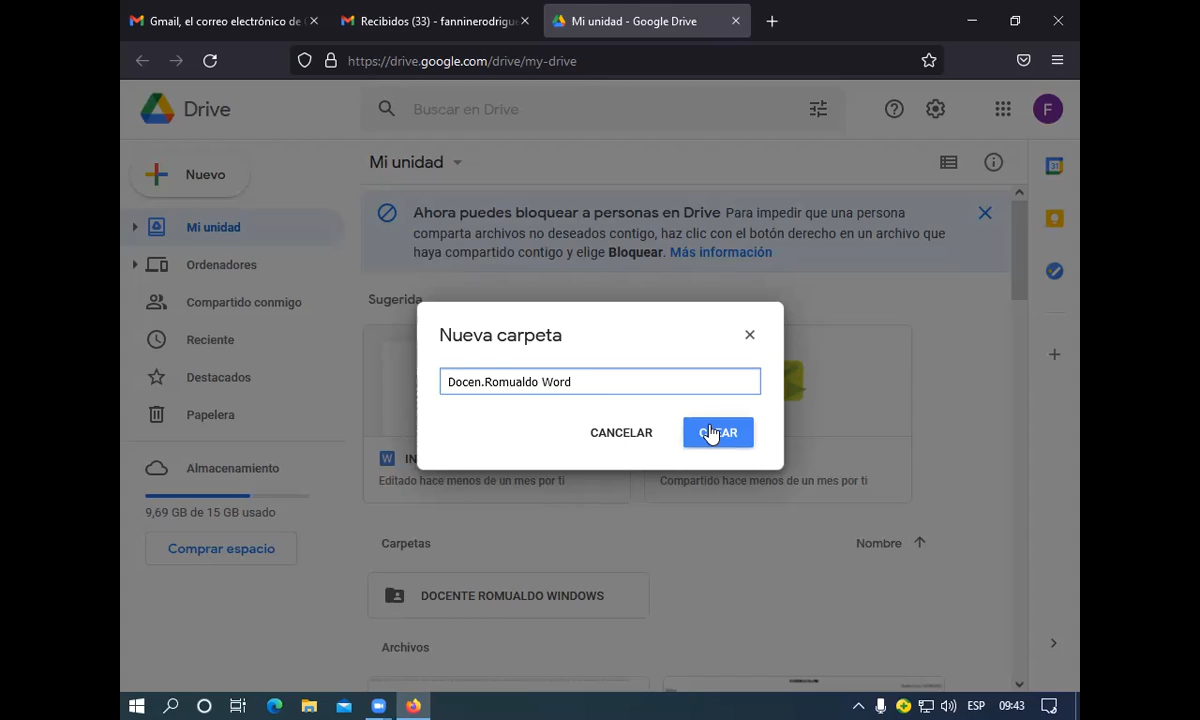 Gmail, el correo electrónico de
Recibidos (33) - fanninerodrigue
Mi unidad - Google Drive
https://drive.google.com/drive/my-drive
Drive
Buscar en Drive
F
Nuevo
Mi unidad
31
Ahora puedes bloquear a personas en Drive Para impedir que una persona
comparta archivos no deseados contigo, haz clic con el botón derecho en un archivo que
haya compartido contigo y elige Bloquear. Más información
Mi unidad
Ordenadores
Compartido conmigo
Reciente
Destacados
Papelera
Almacenamiento
9,69 GB de 15 GB usado
Comprar espacio
Sugerida
Nueva carpeta
Docen.Romualdo Word
CANCELAR
W
Editado hace menos de un mes por ti
Compartido hace menos de un mes por ti
Carpetas
Nombre
DOCENTE ROMUALDO WINDOWS
Archivos
ESP
09:43